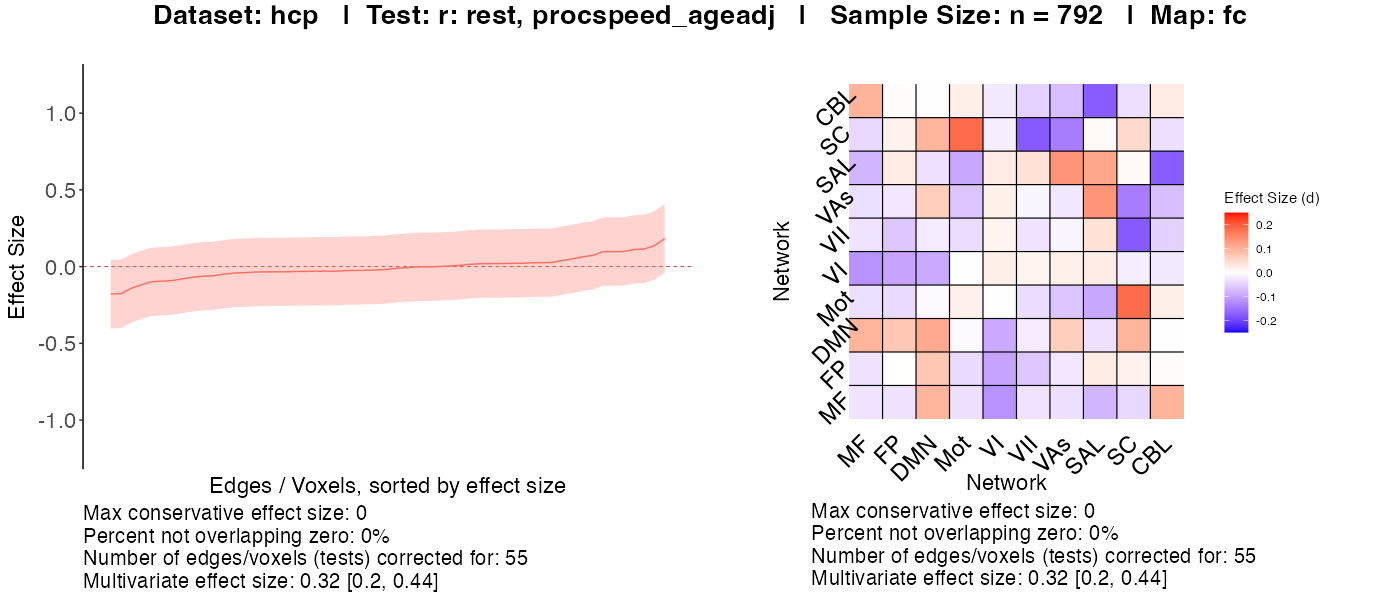 Dataset: hcp | Test: r: rest, procspeed_ageadj | Sample Size: n = 792 | Map: fc
Effect Size
1.0
0.5
0.0
-0.5
-1.0
Edges / Voxels, sorted by effect size
Max conservative effect size: 0
Percent not overlapping zero: 0%
Number of edges/voxels (tests) corrected for: 55
Multivariate effect size: 0.32 [0.2, 0.44]
Network
CBL
SC
SAL
VAs
VII
VI
Mot
DMN
FP
MF
MF FP DMN Mot VI VII VAs SAL SC CBL
Network
Effect Size (d)
0.2
0.1
0.0
-0.1
-0.2
Max conservative effect size: 0
Percent not overlapping zero: 0%
Number of edges/voxels (tests) corrected for: 55
Multivariate effect size: 0.32 [0.2, 0.44]